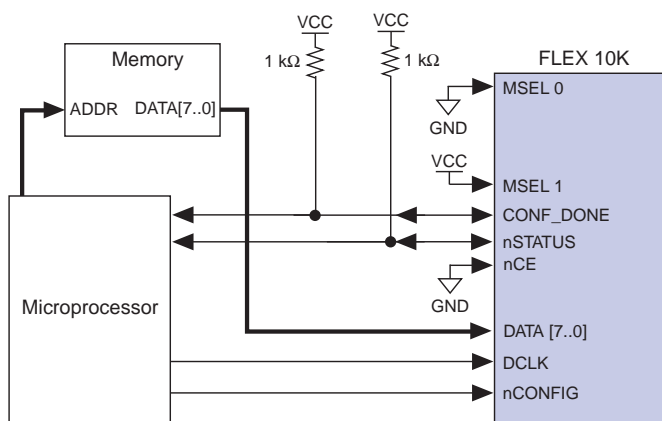 VCC
VCC
1 kΩ
1 kΩ
FLEX 10K
Memory
ADDR
DATA[7..0]
MSEL 0
GND
VCC
MSEL 1
CONF_DONE
nSTATUS
nCE
GND
Microprocessor
DATA [7..0]
DCLK
nCONFIG